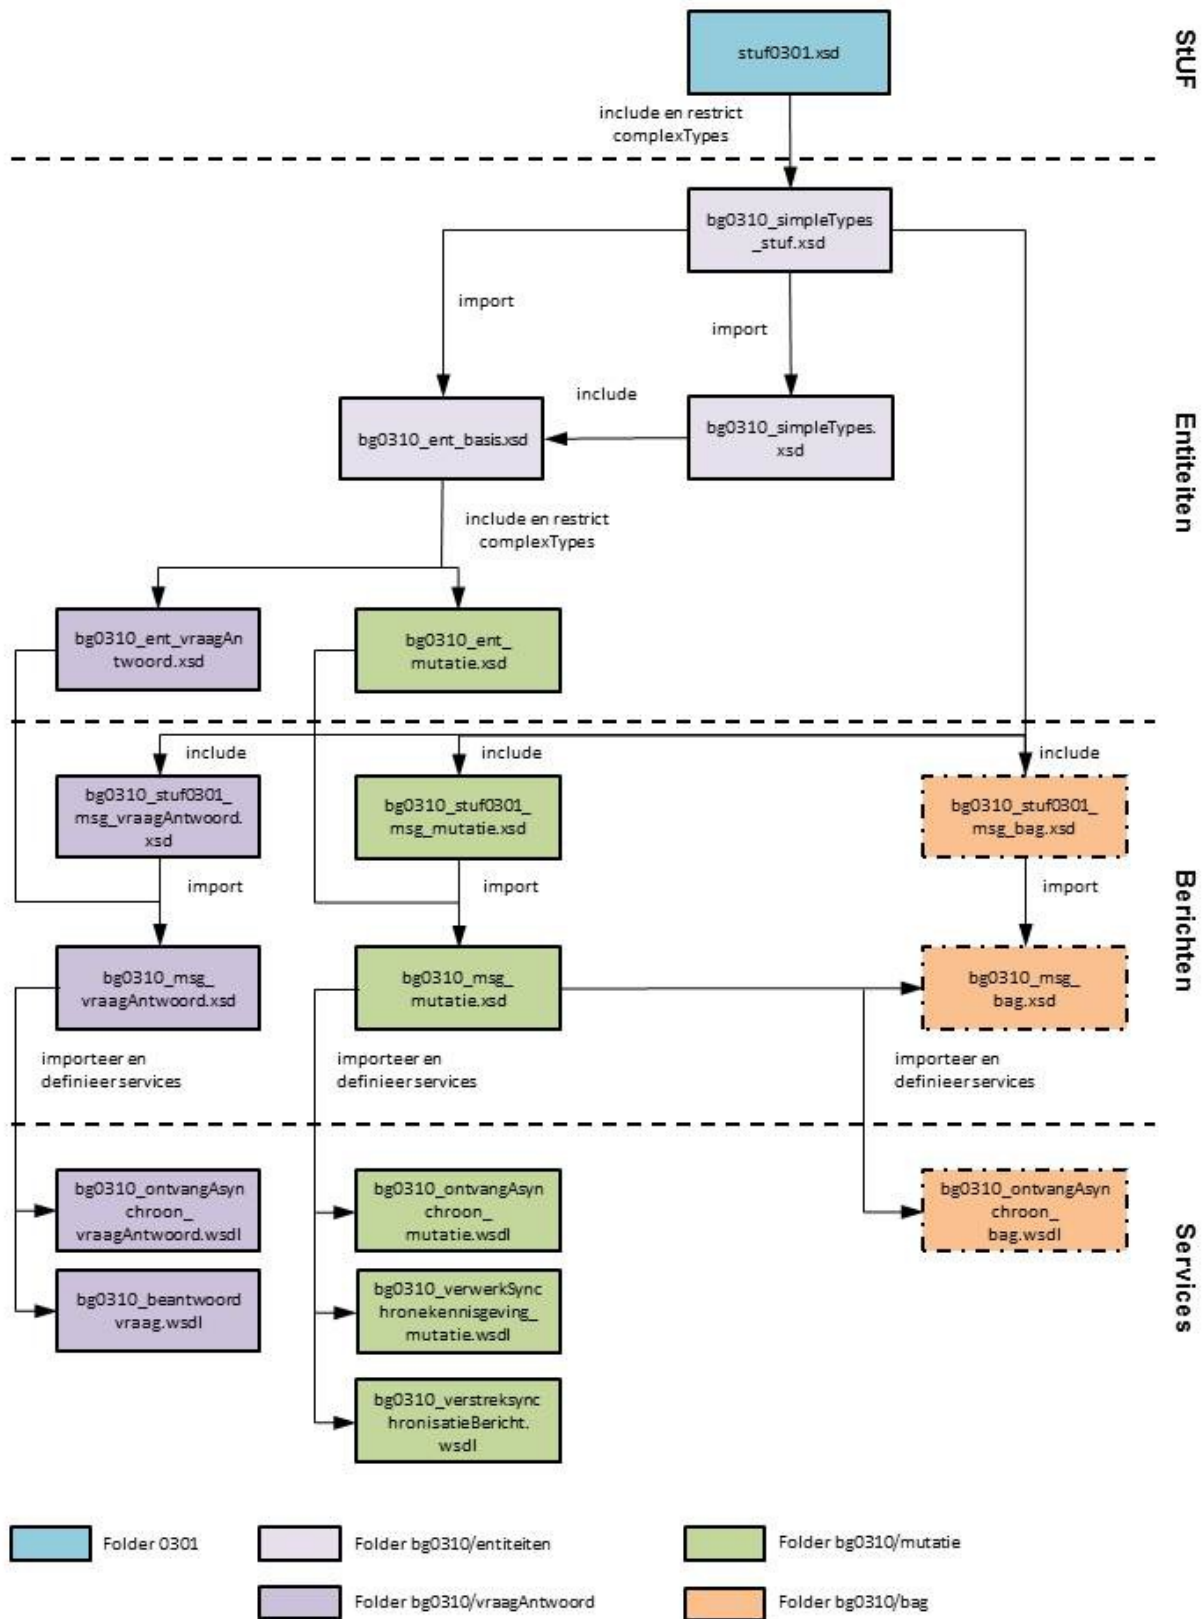 stuf0301.xsd
StUF
include en restrict
complexTypes
bg0310_simpleTypes
_stuf.xsd
import
import
include
bg0310_ent_basis.xsd
bg0310_simpleTypes.
xsd
Entiteiten
include en restrict
complexTypes
bg0310_ent_vraagAn
twoord.xsd
bg0310_ent_
mutatie.xsd
include
include
include
bg0310_stuf0301_
msg_vraagAntwoord.
xsd
bg0310_stuf0301_
msg_mutatie.xsd
bg0310_stuf0301_
msg_bag.xsd
import
import
import
Berichten
bg0310_msg_
vraagAntwoord.xsd
bg0310_msg_
mutatie.xsd
bg0310_msg_
bag.xsd
importeer en
definieer services
importeer en
definieer services
importeer en
definieer services
bg0310_ontvangAsyn
chroon_
vraagAntwoord.wsdl
bg0310_ontvangAsyn
chroon_
mutatie.wsdl
bg0310_ontvangAsyn
chroon_
bag.wsdl
Services
bg0310_beantwoord
vraag.wsdl
bg0310_verwerkSync
chronekennisgeving_
mutatie.wsdl
bg0310_verstreksync
hronisatieBericht.
wsdl
Folder 0301
Folder bg0310/entiteiten
Folder bg0310/mutatie
Folder bg0310/vraagAntwoord
Folder bg0310/bag